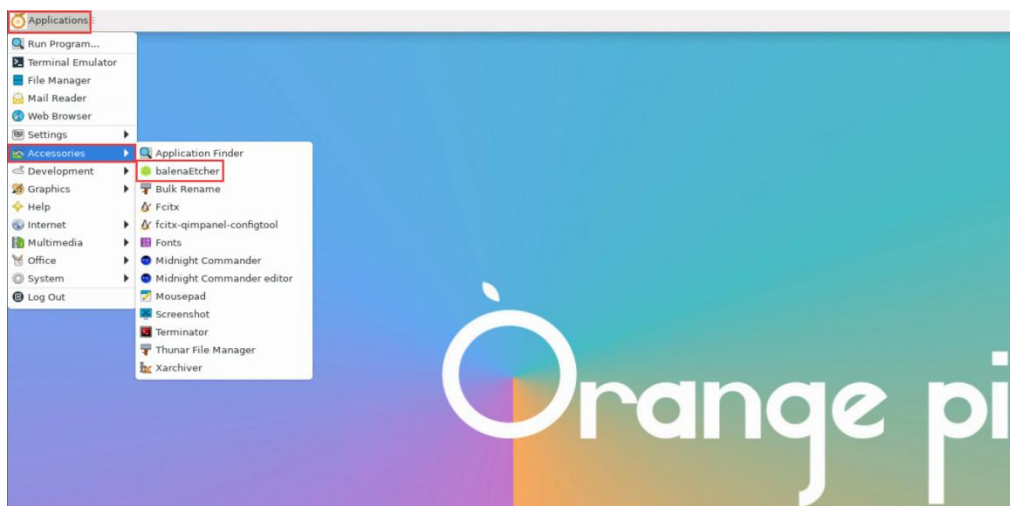 Applications
Run Program...
Terminal Emulator
File Manager
Mail Reader
Web Browser
Settings
Accessories
Development
Graphics
Help
Internet
Multimedia
Office
System
Log Out
Application Finder
balenaEtcher
Bulk Rename
Fcitx
fcitx-qimpanel-configtool
Fonts
Midnight Commander
Midnight Commander editor
Mousepad
Screenshot
Terminator
Thunar File Manager
Xarchiver
Orange pi